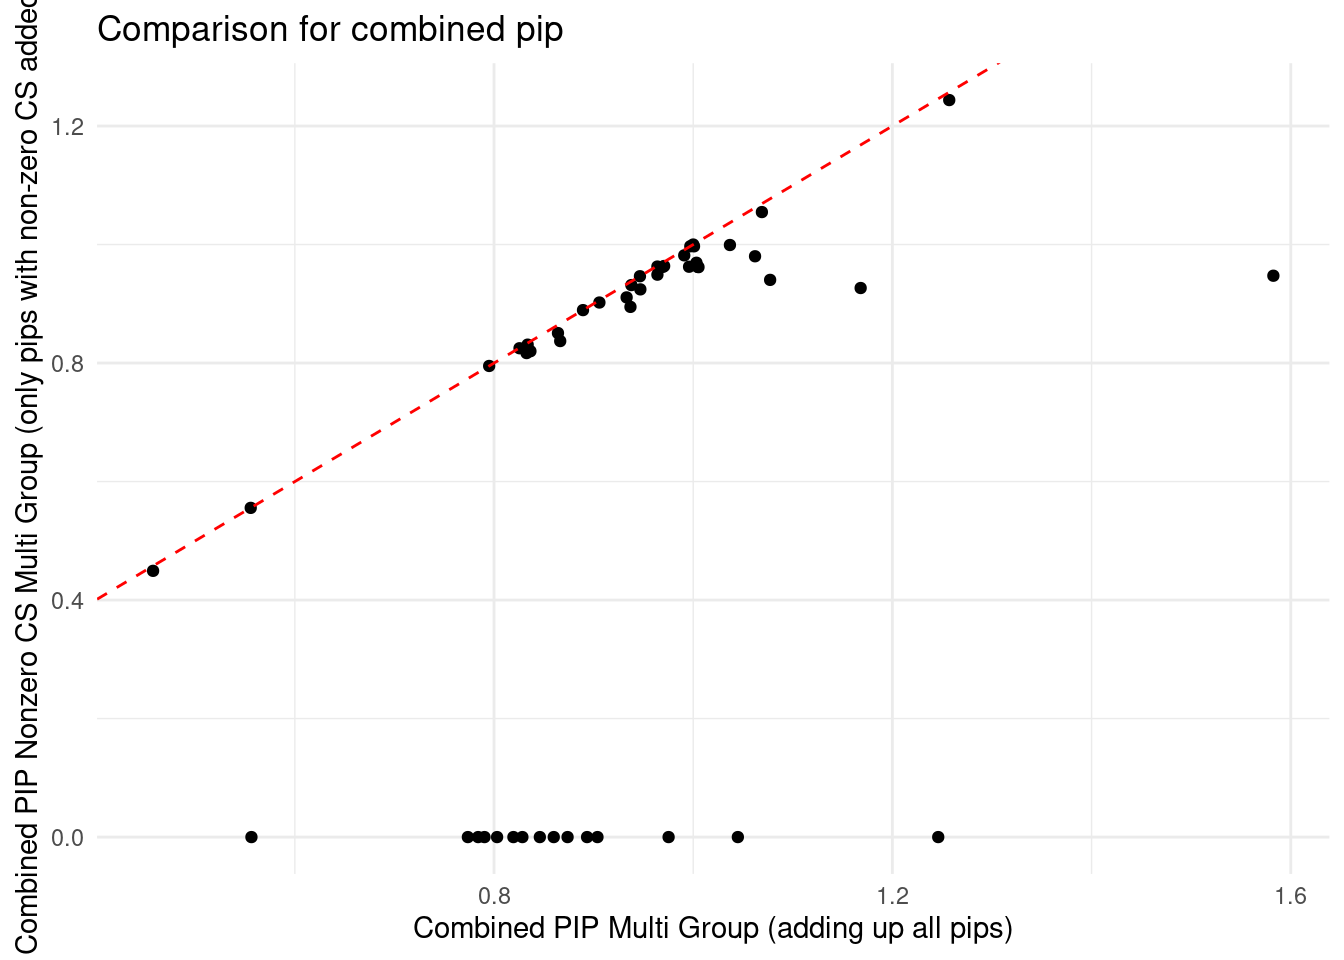 Comparison for combined pip
Combined PIP Nonzero CS Multi Group (only pips with non-zero CS added
1.2
0.8
0.4
0.0
0.8
1.2
1.6
Combined PIP Multi Group (adding up all pips)